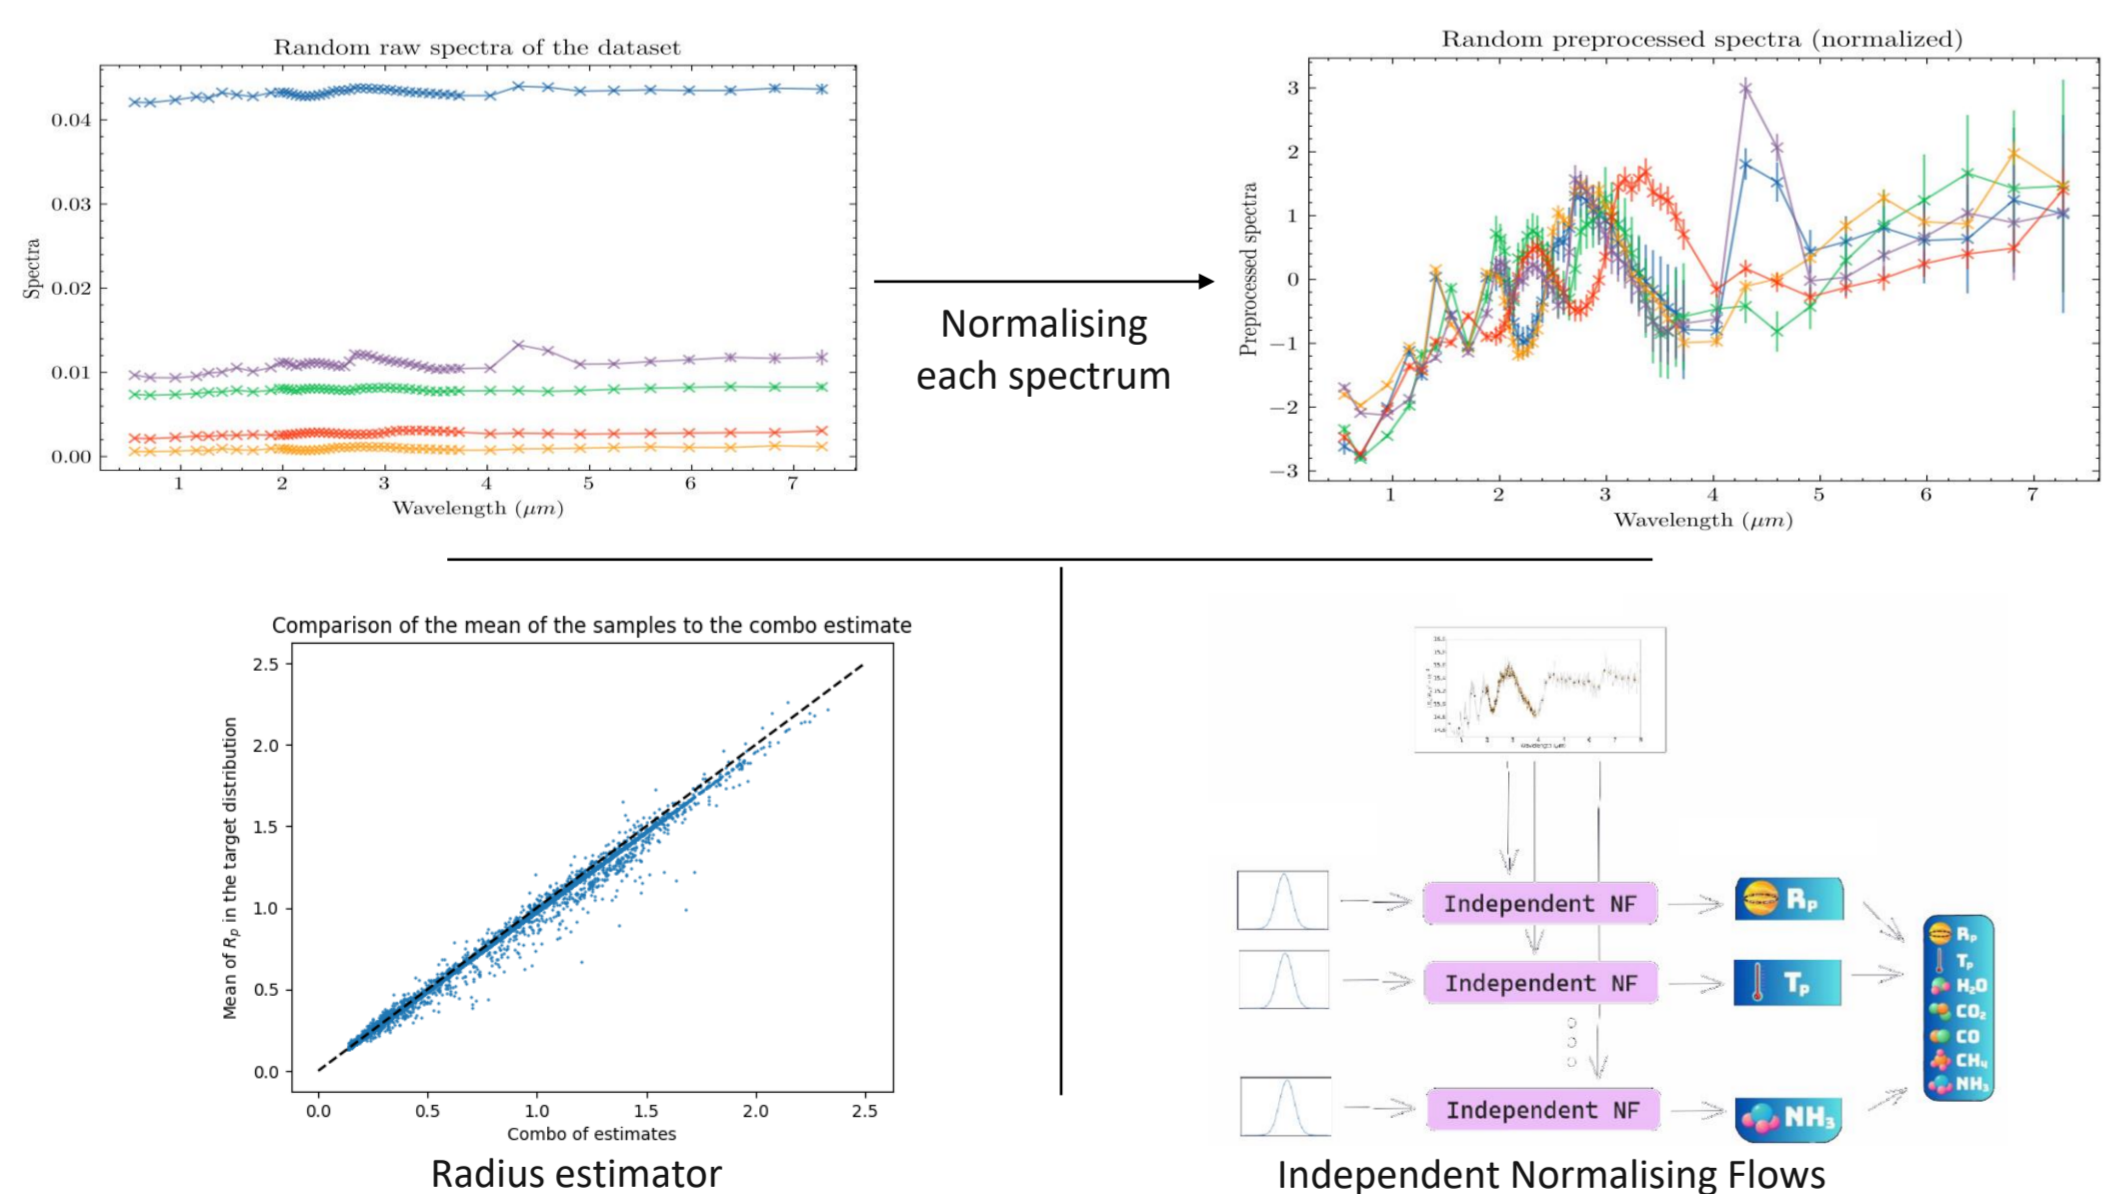 Random raw spectra of the dataset
Spectra
0.04
0.03
0.02
0.01
0.00
1 2 3 4 5 6 7
Wavelength (μm)
Normalising
each spectrum
Random preprocessed spectra (normalized)
Preprocessed spectra
3
2
1
0
−1
−2
−3
1 2 3 4 5 6 7
Wavelength (μm)
Comparison of the mean of the samples to the combo estimate
Mean of Rp in the target distribution
2.5
2.0
1.5
1.0
0.5
0.0
0.0 0.5 1.0 1.5 2.0 2.5
Combo of estimates
Radius estimator
Independent NF
Rp
Independent NF
Tp
Independent NF
NH3
Rp
Tp
H2O
CO2
CO
CH4
NH3
Independent Normalising Flows